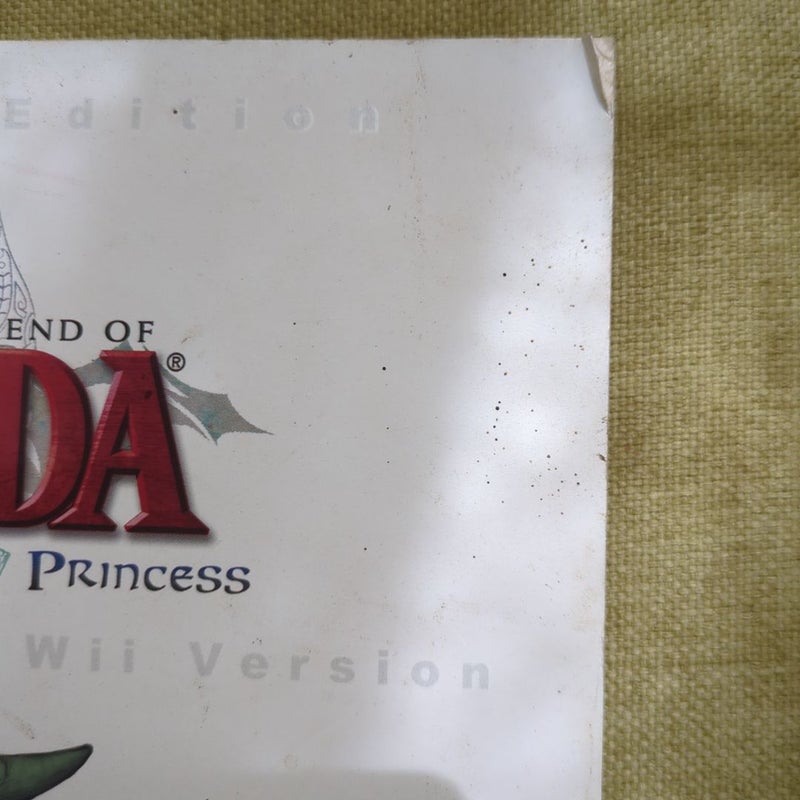 Edition
END OF
DA®
Princess
Wii Version